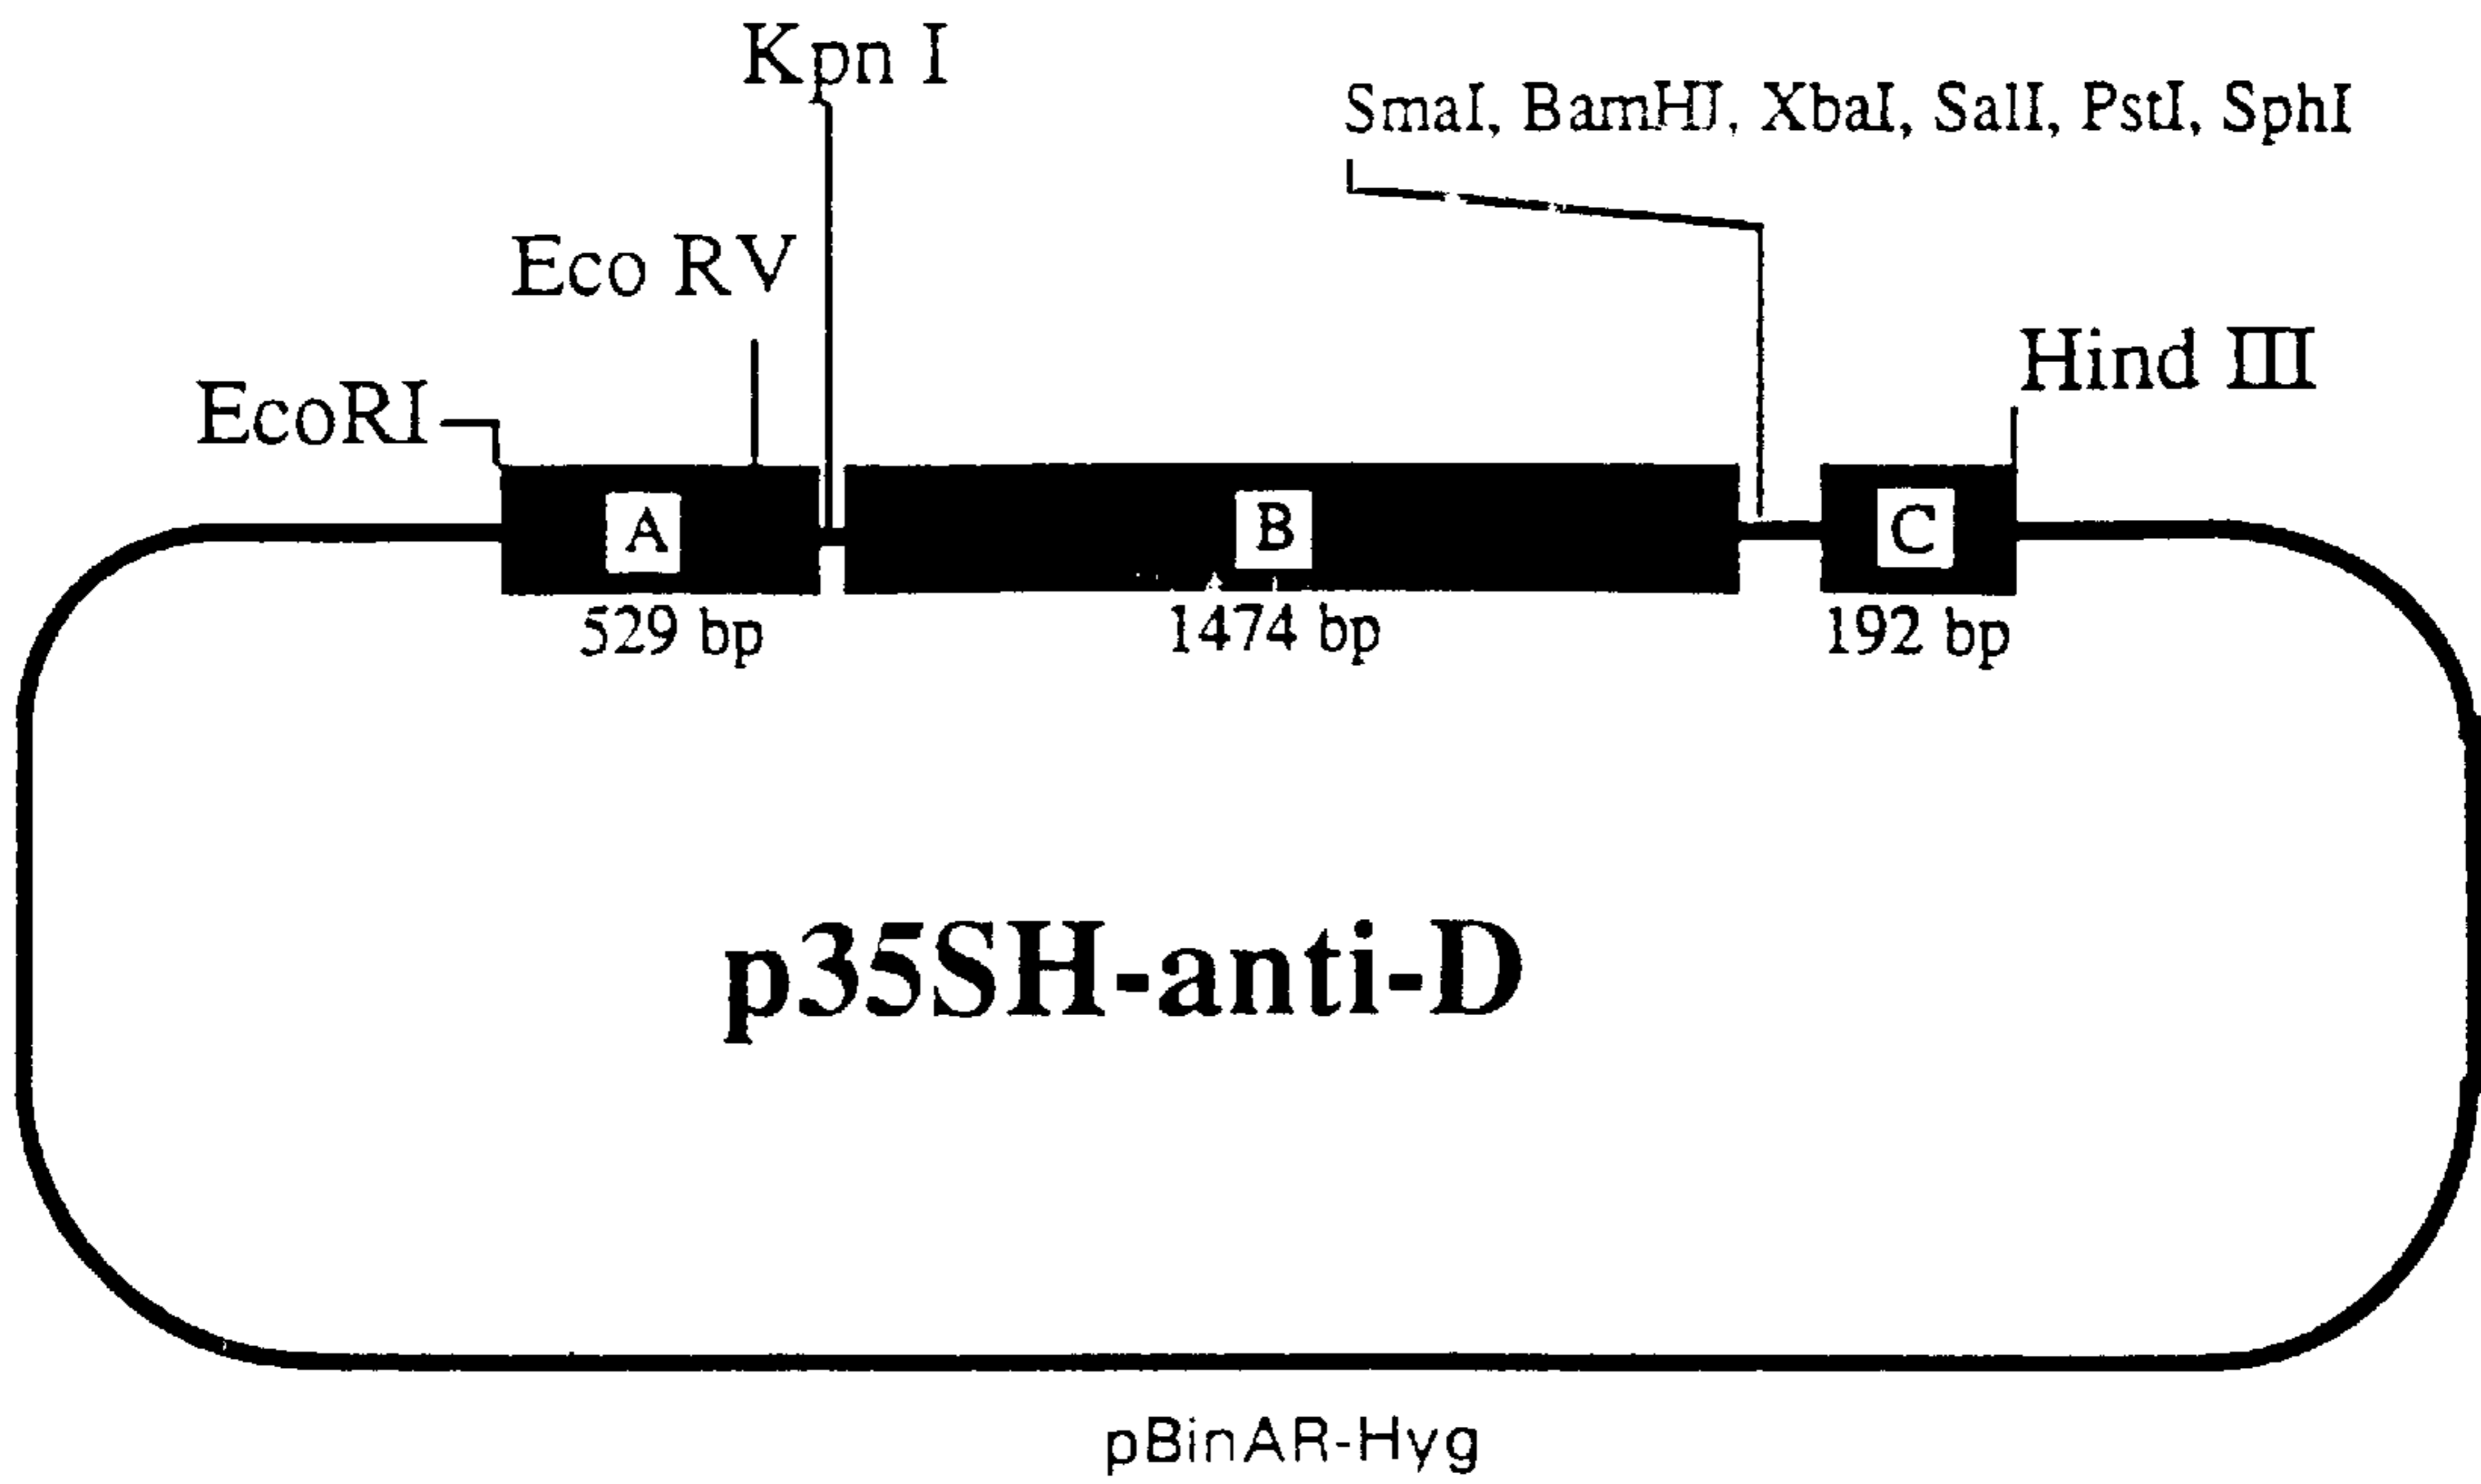 Kpn I
SmaI, BamHI, XbaI, SalI, PstI, SphI
Eco RV
Hind III
EcoRI
A
B
C
529 bp
1474 bp
192 bp
p35SH-anti-D
pBinAR-Hyg